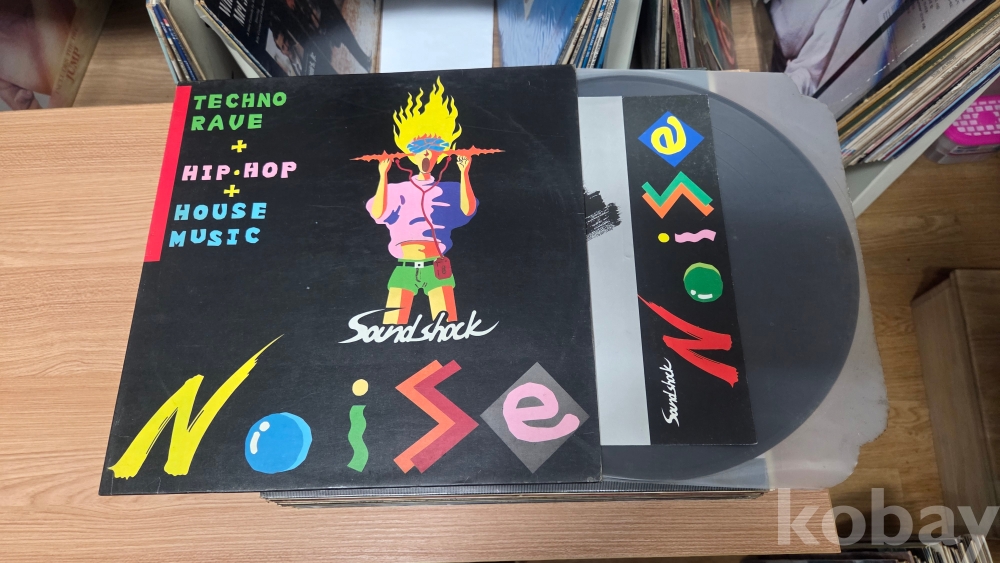 TECHNO
RAVE
+
HIP·HOP
+
HOUSE
MUSIC
Soundshock
NoiSe
NoiSe
Soundshock
kobay